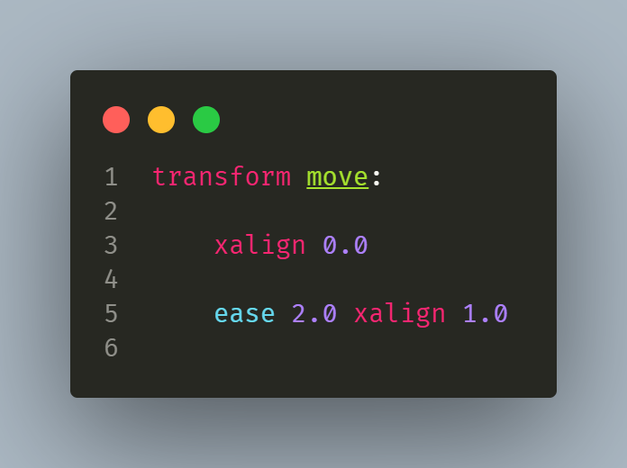 1 transform move:
2
3     xalign 0.0
4
5     ease 2.0 xalign 1.0
6